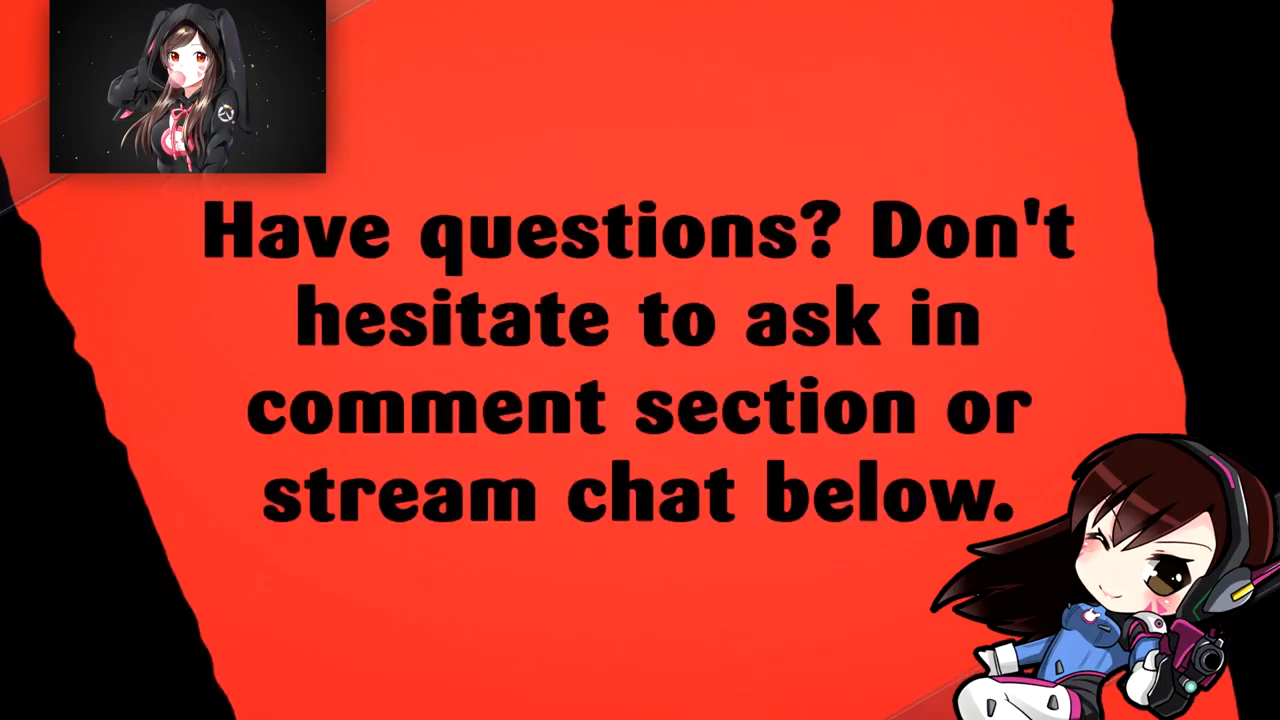 Have questions? Don't
hesitate to ask in
comment section or
stream chat below.